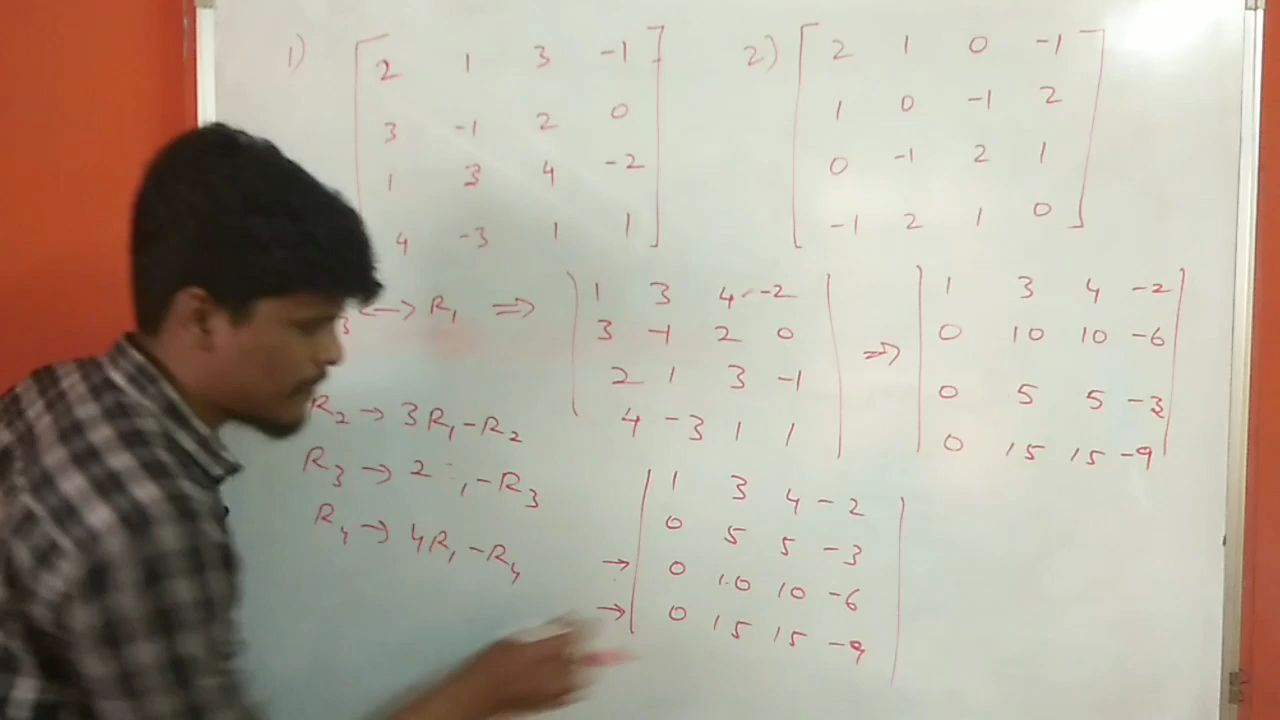 1) 2 1 3 -1
3 -1 2 0
1 3 4 -2
4 -3 1 1
2) 2 1 0 -1
1 0 -1 2
0 -1 2 1
-1 2 1 0
3 ↔ R₁ ⇒
1 3 4 -2
3 -1 2 0
2 1 3 -1
4 -3 1 1
⇒
1 3 4 -2
0 10 10 -6
0 5 5 -3
0 15 15 -9
R₂ → 3R₁-R₂
R₃ → 2 ₁-R₃
R₄ → 4R₁-R₄
1 3 4 -2
0 5 5 -3
→ 0 10 10 -6
→ 0 15 15 -9